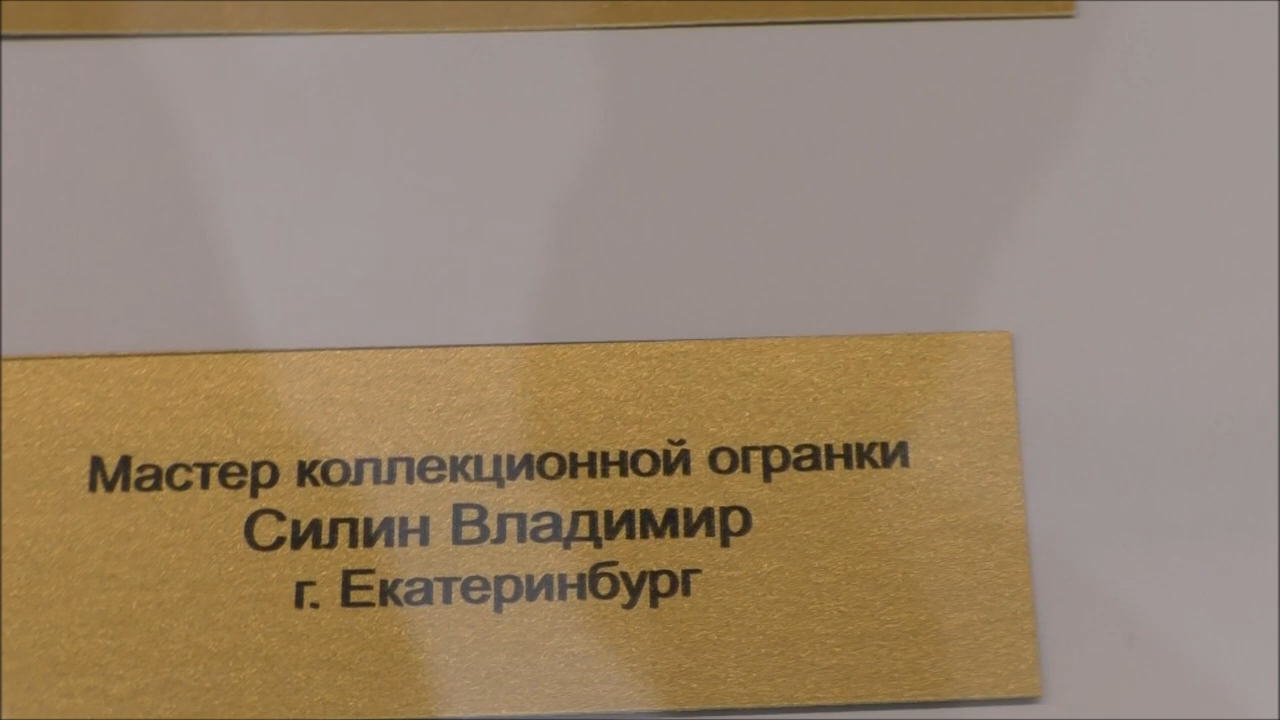 Мастер коллекционной огранки
Силин Владимир
г. Екатеринбург